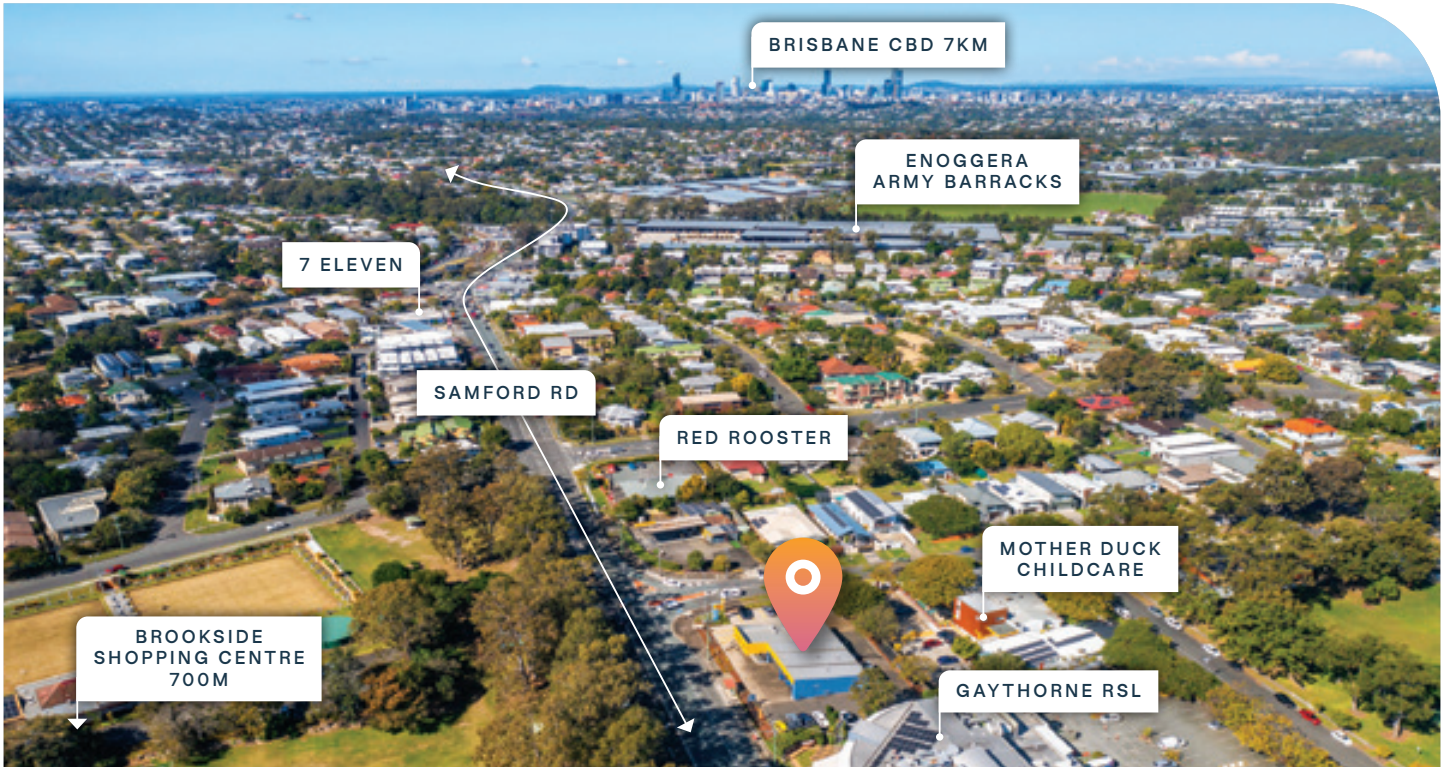 BRISBANE CBD 7KM
ENOGGERA
ARMY BARRACKS
7 ELEVEN
SAMFORD RD
RED ROOSTER
MOTHER DUCK
CHILDCARE
BROOKSIDE
SHOPPING CENTRE
700M
GAYTHORNE RSL